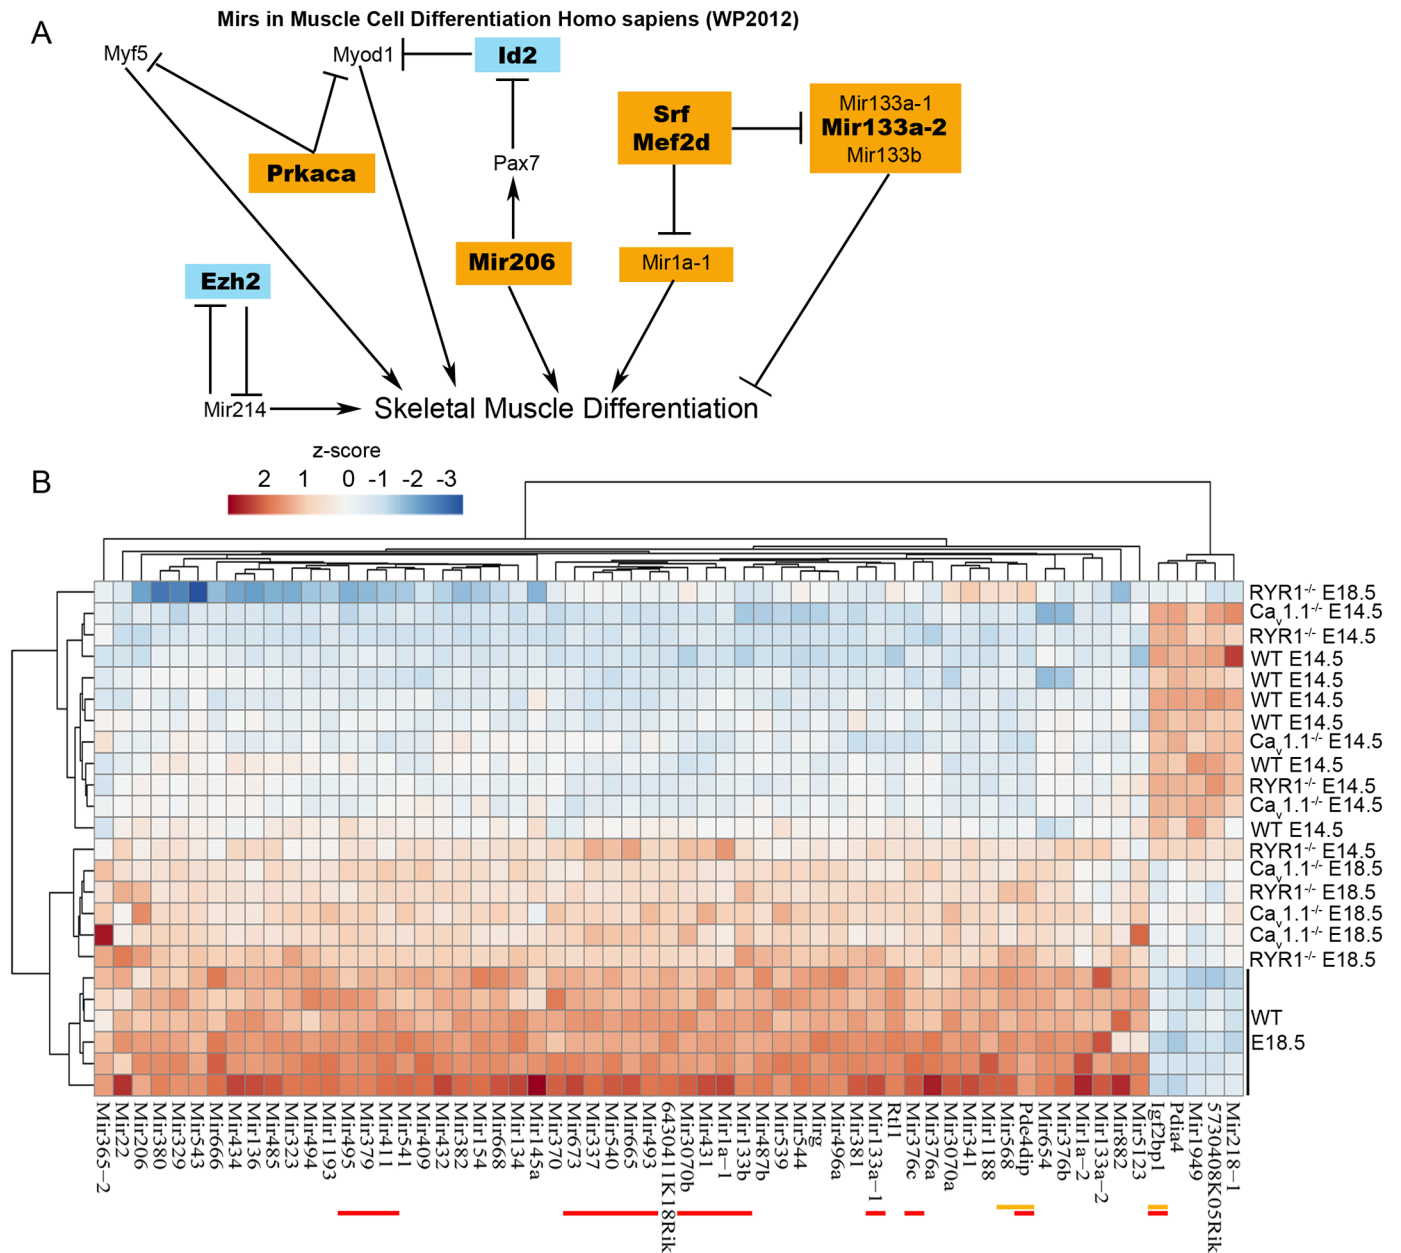 A
Mirs in Muscle Cell Differentiation Homo sapiens (WP2012)
Myf5
Myod1
Id2
Srf
Mef2d
Mir133a-1
Mir133a-2
Mir133b
Prkaca
Pax7
Mir206
Mir1a-1
Ezh2
Mir214
Skeletal Muscle Differentiation
B
z-score
2 1 0 -1 -2 -3
RYR1-/- E18.5
Cav1.1-/- E14.5
RYR1-/- E14.5
WT E14.5
WT E14.5
WT E14.5
WT E14.5
Cav1.1-/- E14.5
WT E14.5
RYR1-/- E14.5
Cav1.1-/- E14.5
WT E14.5
RYR1-/- E14.5
Cav1.1-/- E18.5
RYR1-/- E18.5
Cav1.1-/- E18.5
Cav1.1-/- E18.5
RYR1-/- E18.5
WT
E18.5
Mir365−2
Mir22
Mir206
Mir380
Mir329
Mir543
Mir666
Mir434
Mir136
Mir485
Mir323
Mir494
Mir1193
Mir495
Mir379
Mir411
Mir541
Mir409
Mir432
Mir382
Mir154
Mir668
Mir134
Mir145a
Mir370
Mir673
Mir337
Mir540
Mir665
Mir493
6430411K18Rik
Mir3070b
Mir431
Mir1a−1
Mir133b
Mir487b
Mir539
Mir544
Mirg
Mir496a
Mir381
Mir133a−1
Rtl1
Mir376c
Mir376a
Mir3070a
Mir341
Mir1188
Mir568
Pde4dip
Mir654
Mir376b
Mir1a−2
Mir133a−2
Mir882
Mir5123
Igf2bp1
Pdia4
Mir1949
5730408K05Rik
Mir218−1